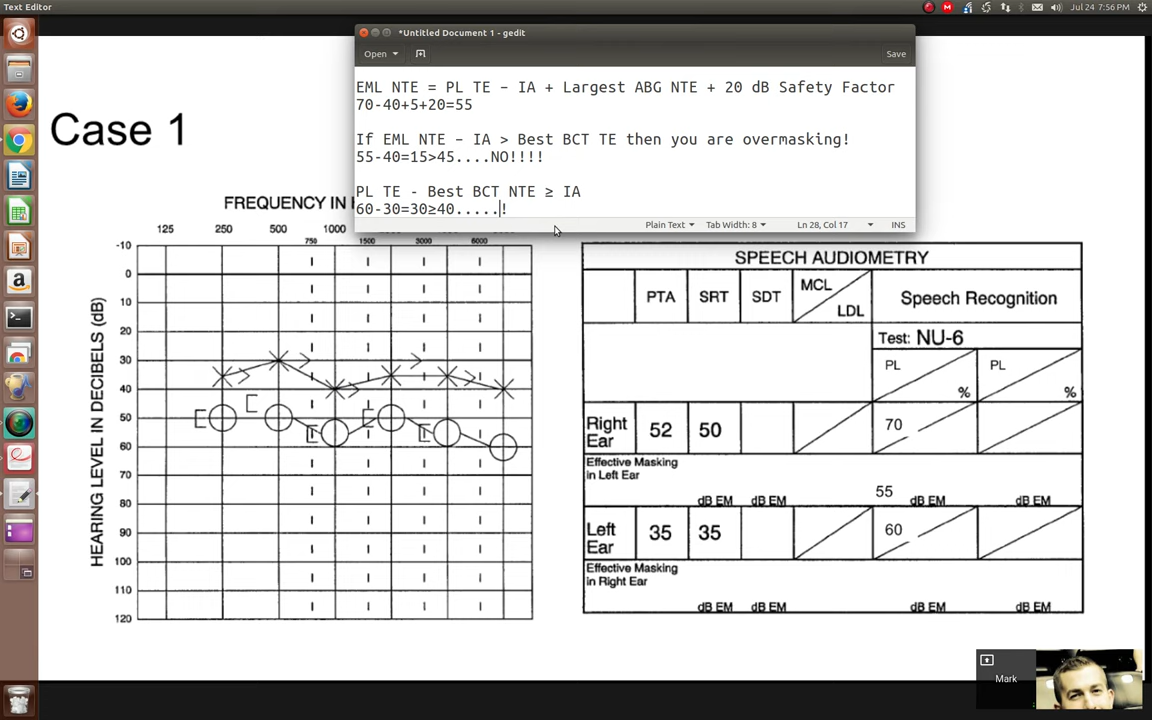 Text Editor
Jul 24 7:56 PM
*Untitled Document 1 - gedit
Open
Save
EML NTE = PL TE – IA + Largest ABG NTE + 20 dB Safety Factor
70-40+5+20=55
If EML NTE – IA > Best BCT TE then you are overmasking!
55-40=15>45....NO!!!!
PL TE - Best BCT NTE ≥ IA
60-30=30≥40.....!
Plain Text
Tab Width: 8
Ln 28, Col 17
INS
Case 1
FREQUENCY IN
125 250 500 1000
750 1500 3000 6000
HEARING LEVEL IN DECIBELS (dB)
-10
0
10
20
30
40
50
60
70
80
90
100
110
120
SPEECH AUDIOMETRY
PTA SRT SDT MCL LDL Speech Recognition
Test: NU-6
PL % PL %
Right Ear 52 50 70
Effective Masking in Left Ear
55
dB EM dB EM dB EM dB EM
Left Ear 35 35 60
Effective Masking in Right Ear
dB EM dB EM dB EM dB EM
Mark